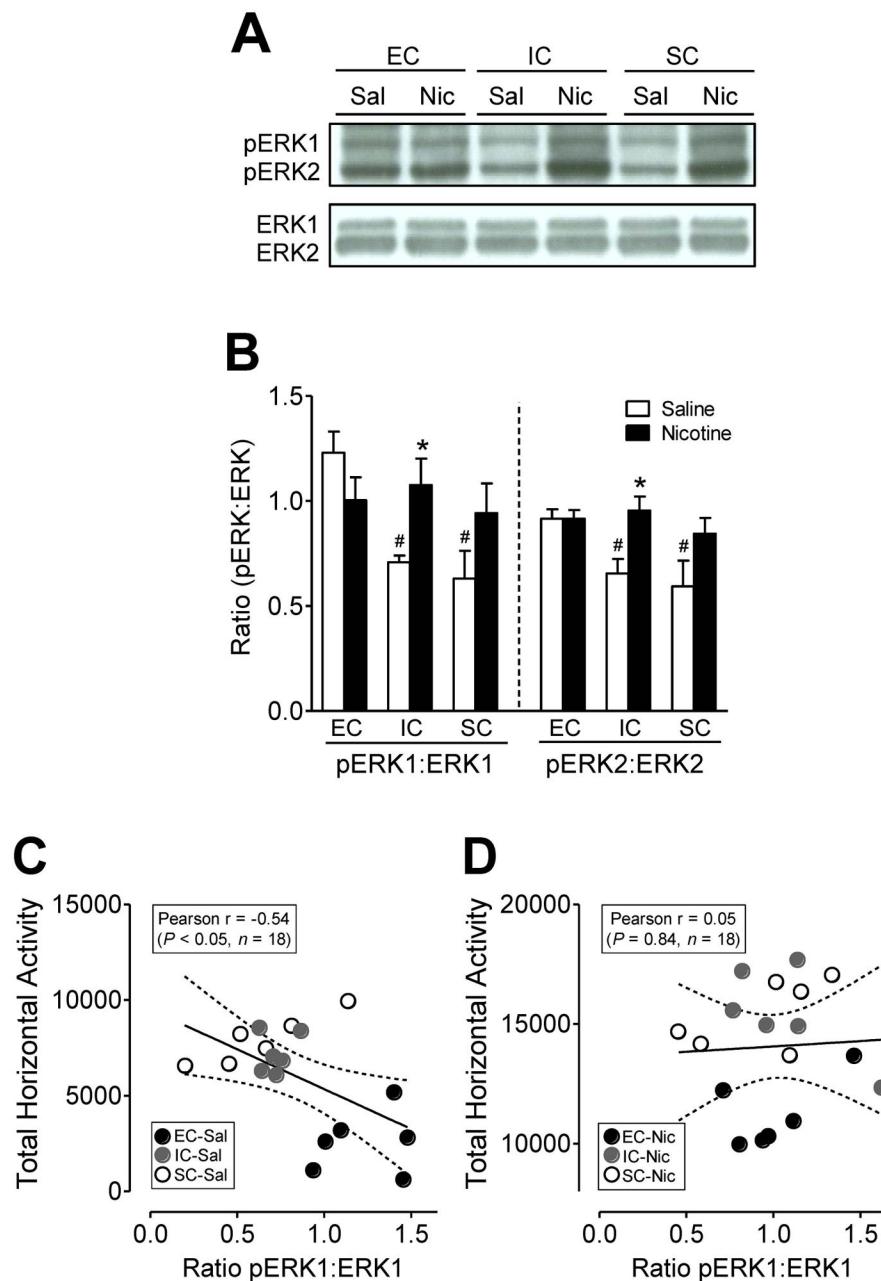 A
EC IC SC
Sal Nic Sal Nic Sal Nic
pERK1
pERK2
ERK1
ERK2
B
Ratio (pERK:ERK)
1.5
1.0
0.5
0.0
Saline
Nicotine
*
*
# #
# #
EC IC SC EC IC SC
pERK1:ERK1 pERK2:ERK2
C
Total Horizontal Activity
15000
10000
5000
0
Pearson r = -0.54
(P < 0.05, n = 18)
EC-Sal
IC-Sal
SC-Sal
0.0 0.5 1.0 1.5
Ratio pERK1:ERK1
D
Total Horizontal Activity
20000
15000
10000
Pearson r = 0.05
(P = 0.84, n = 18)
EC-Nic
IC-Nic
SC-Nic
0.0 0.5 1.0 1.5
Ratio pERK1:ERK1